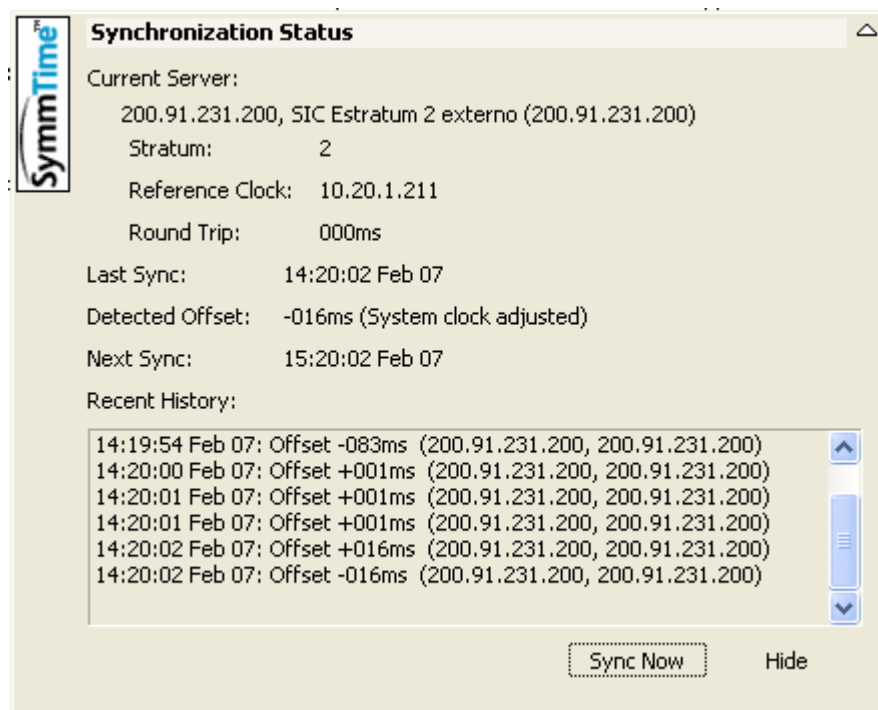 SymmTime™
Synchronization Status
Current Server:
200.91.231.200, SIC Estratum 2 externo (200.91.231.200)
Stratum: 2
Reference Clock: 10.20.1.211
Round Trip: 000ms
Last Sync: 14:20:02 Feb 07
Detected Offset: -016ms (System clock adjusted)
Next Sync: 15:20:02 Feb 07
Recent History:
14:19:54 Feb 07: Offset -083ms (200.91.231.200, 200.91.231.200)
14:20:00 Feb 07: Offset +001ms (200.91.231.200, 200.91.231.200)
14:20:01 Feb 07: Offset +001ms (200.91.231.200, 200.91.231.200)
14:20:01 Feb 07: Offset +001ms (200.91.231.200, 200.91.231.200)
14:20:02 Feb 07: Offset +016ms (200.91.231.200, 200.91.231.200)
14:20:02 Feb 07: Offset -016ms (200.91.231.200, 200.91.231.200)
Sync Now Hide